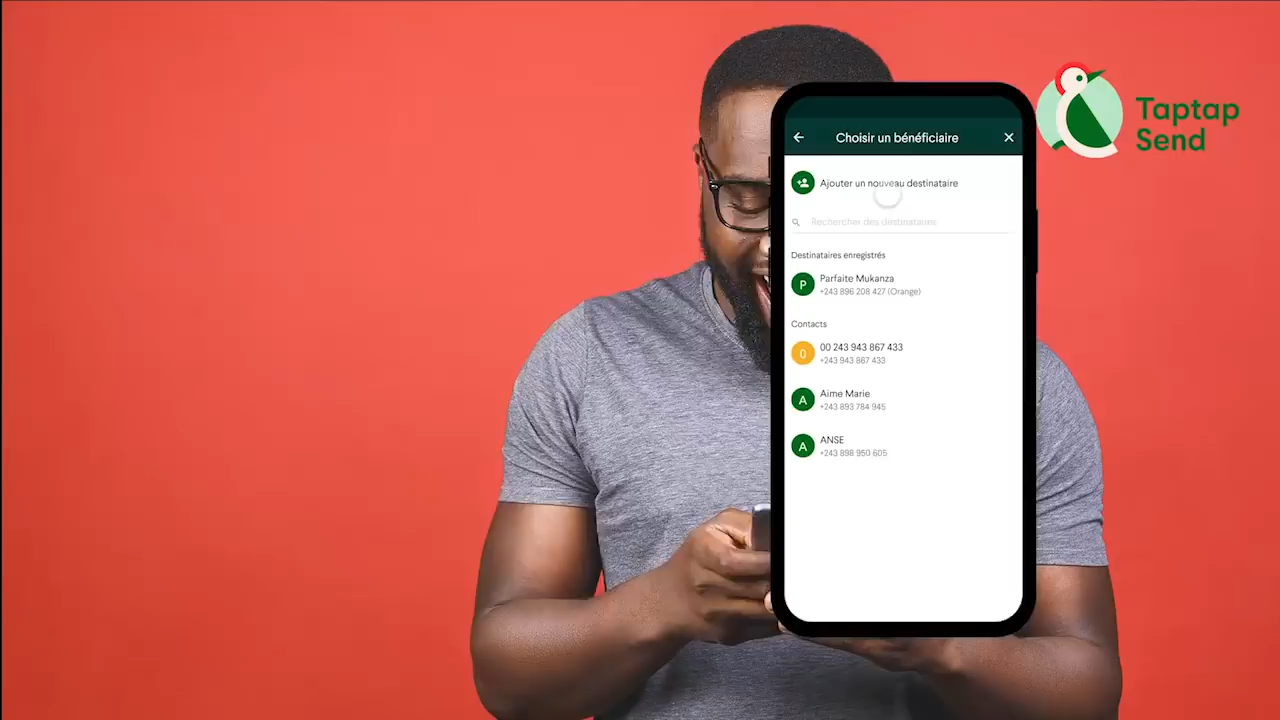 Taptap
Send
Choisir un bénéficiaire
Ajouter un nouveau destinataire
Rechercher des destinataires
Destinataires enregistrés
P
Parfaite Mukanza
+243 896 208 427 (Orange)
Contacts
0
00 243 943 867 433
+243 943 867 433
A
Aime Marie
+243 893 784 945
A
ANSE
+243 898 950 605